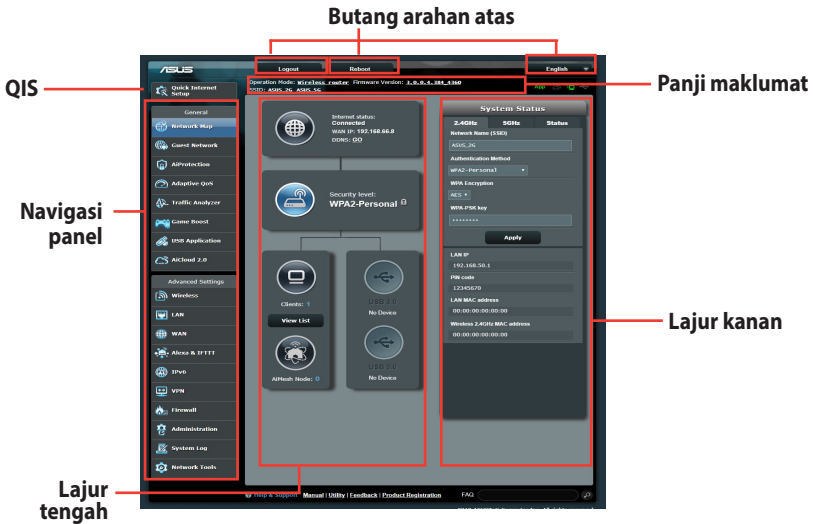 Butang arahan atas
ASUS
Logout
Reboot
English
QIS
Quick Internet
Setup
Operation Mode: Wireless router Firmware Version: 3.0.0.4.384_4360
SSID: ASUS_2G ASUS_5G
App
Panji maklumat
General
Network Map
Guest Network
AiProtection
Adaptive QoS
Traffic Analyzer
Game Boost
USB Application
AiCloud 2.0
Navigasi
panel
Advanced Settings
Wireless
LAN
WAN
Alexa & IFTTT
IPv6
VPN
Firewall
Administration
System Log
Network Tools
Internet status:
Connected
WAN IP: 192.168.66.8
DDNS: GO
Security level:
WPA2-Personal
Clients: 1
View List
AiMesh Node: 0
USB 3.0
No Device
USB 2.0
No Device
System Status
2.4GHz
5GHz
Status
Network Name (SSID)
ASUS_2G
Authentication Method
WPA2-Personal
WPA Encryption
AES
WPA-PSK key
********
Apply
LAN IP
192.168.50.1
PIN code
12345670
LAN MAC address
00:00:00:00:00:00
Wireless 2.4GHz MAC address
00:00:00:00:00:00
Lajur kanan
Lajur
tengah
Help & Support Manual | Utility | Feedback | Product Registration FAQ